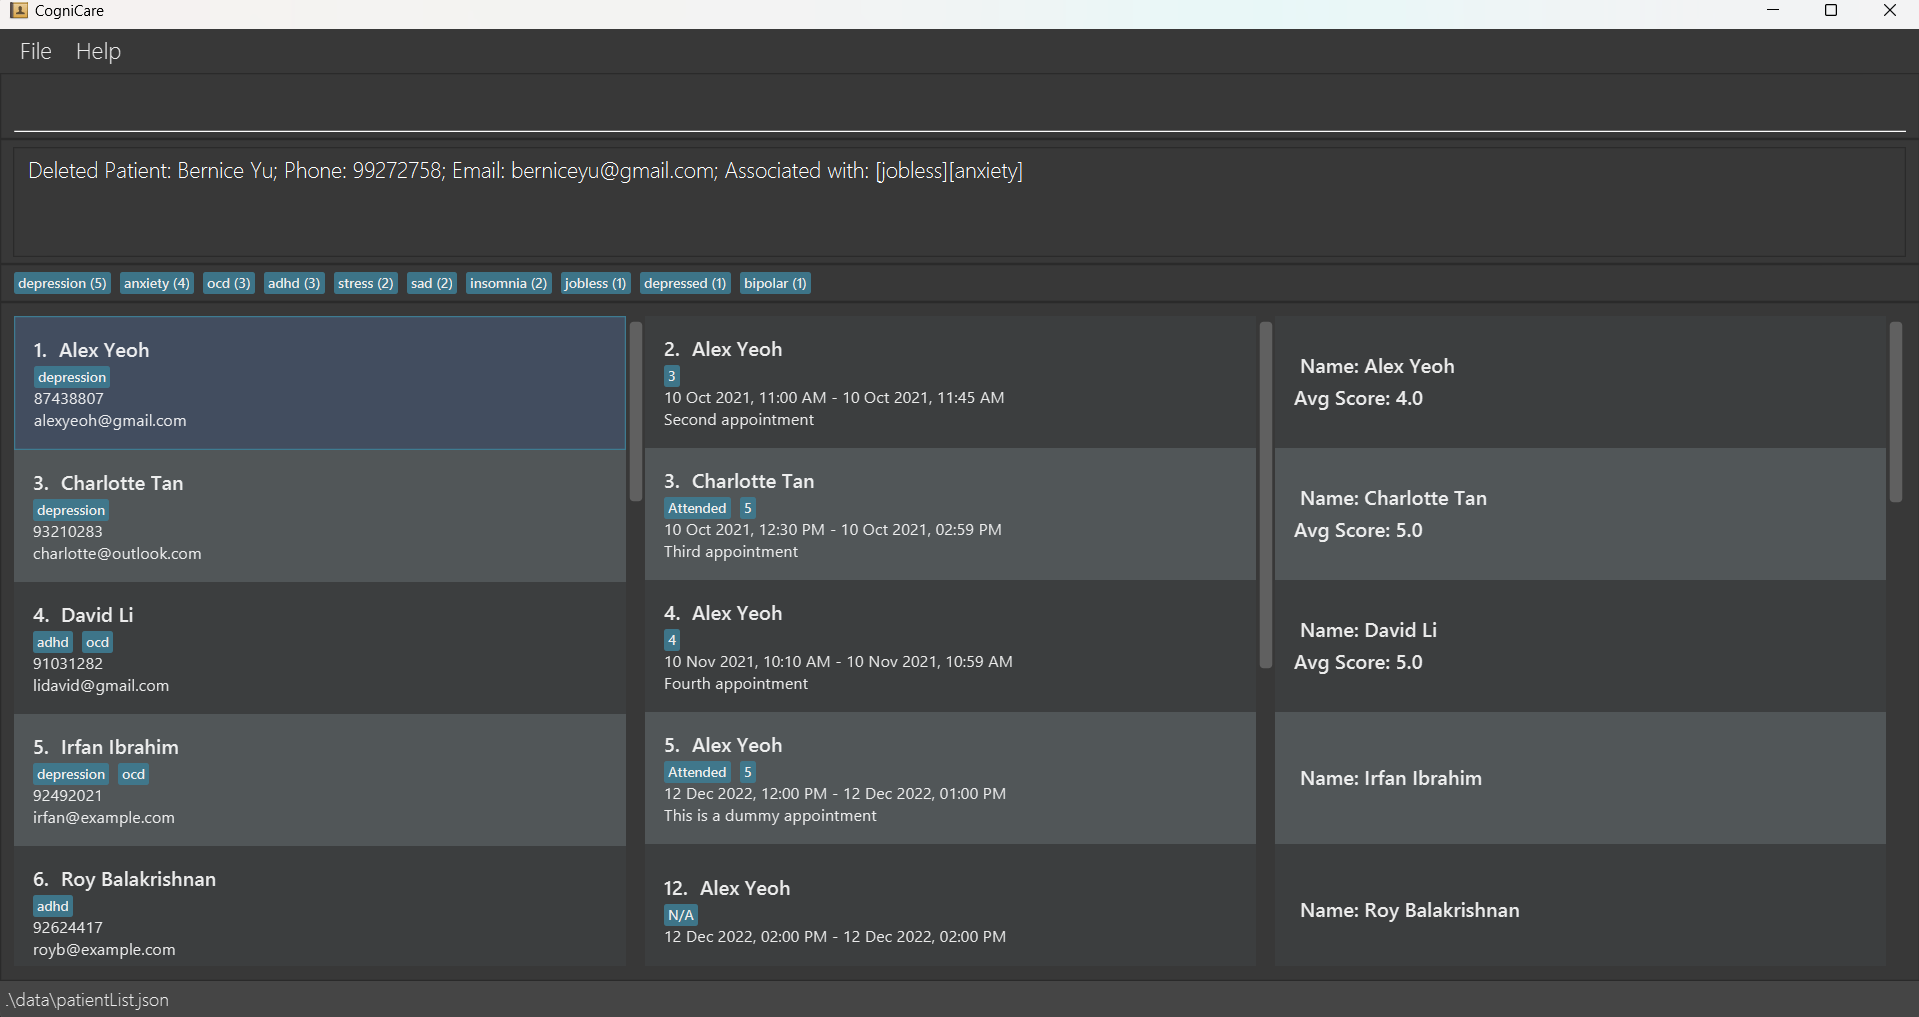 CogniCare
File Help
Deleted Patient: Bernice Yu; Phone: 99272758; Email: berniceyu@gmail.com; Associated with: [jobless][anxiety]
depression (5) anxiety (4) ocd (3) adhd (3) stress (2) sad (2) insomnia (2) jobless (1) depressed (1) bipolar (1)
1. Alex Yeoh
depression
87438807
alexyeoh@gmail.com
3. Charlotte Tan
depression
93210283
charlotte@outlook.com
4. David Li
adhd ocd
91031282
lidavid@gmail.com
5. Irfan Ibrahim
depression ocd
92492021
irfan@example.com
6. Roy Balakrishnan
adhd
92624417
royb@example.com
2. Alex Yeoh
3
10 Oct 2021, 11:00 AM - 10 Oct 2021, 11:45 AM
Second appointment
3. Charlotte Tan
Attended 5
10 Oct 2021, 12:30 PM - 10 Oct 2021, 02:59 PM
Third appointment
4. Alex Yeoh
4
10 Nov 2021, 10:10 AM - 10 Nov 2021, 10:59 AM
Fourth appointment
5. Alex Yeoh
Attended 5
12 Dec 2022, 12:00 PM - 12 Dec 2022, 01:00 PM
This is a dummy appointment
12. Alex Yeoh
N/A
12 Dec 2022, 02:00 PM - 12 Dec 2022, 02:00 PM
Name: Alex Yeoh
Avg Score: 4.0
Name: Charlotte Tan
Avg Score: 5.0
Name: David Li
Avg Score: 5.0
Name: Irfan Ibrahim
Name: Roy Balakrishnan
.\data\patientList.json